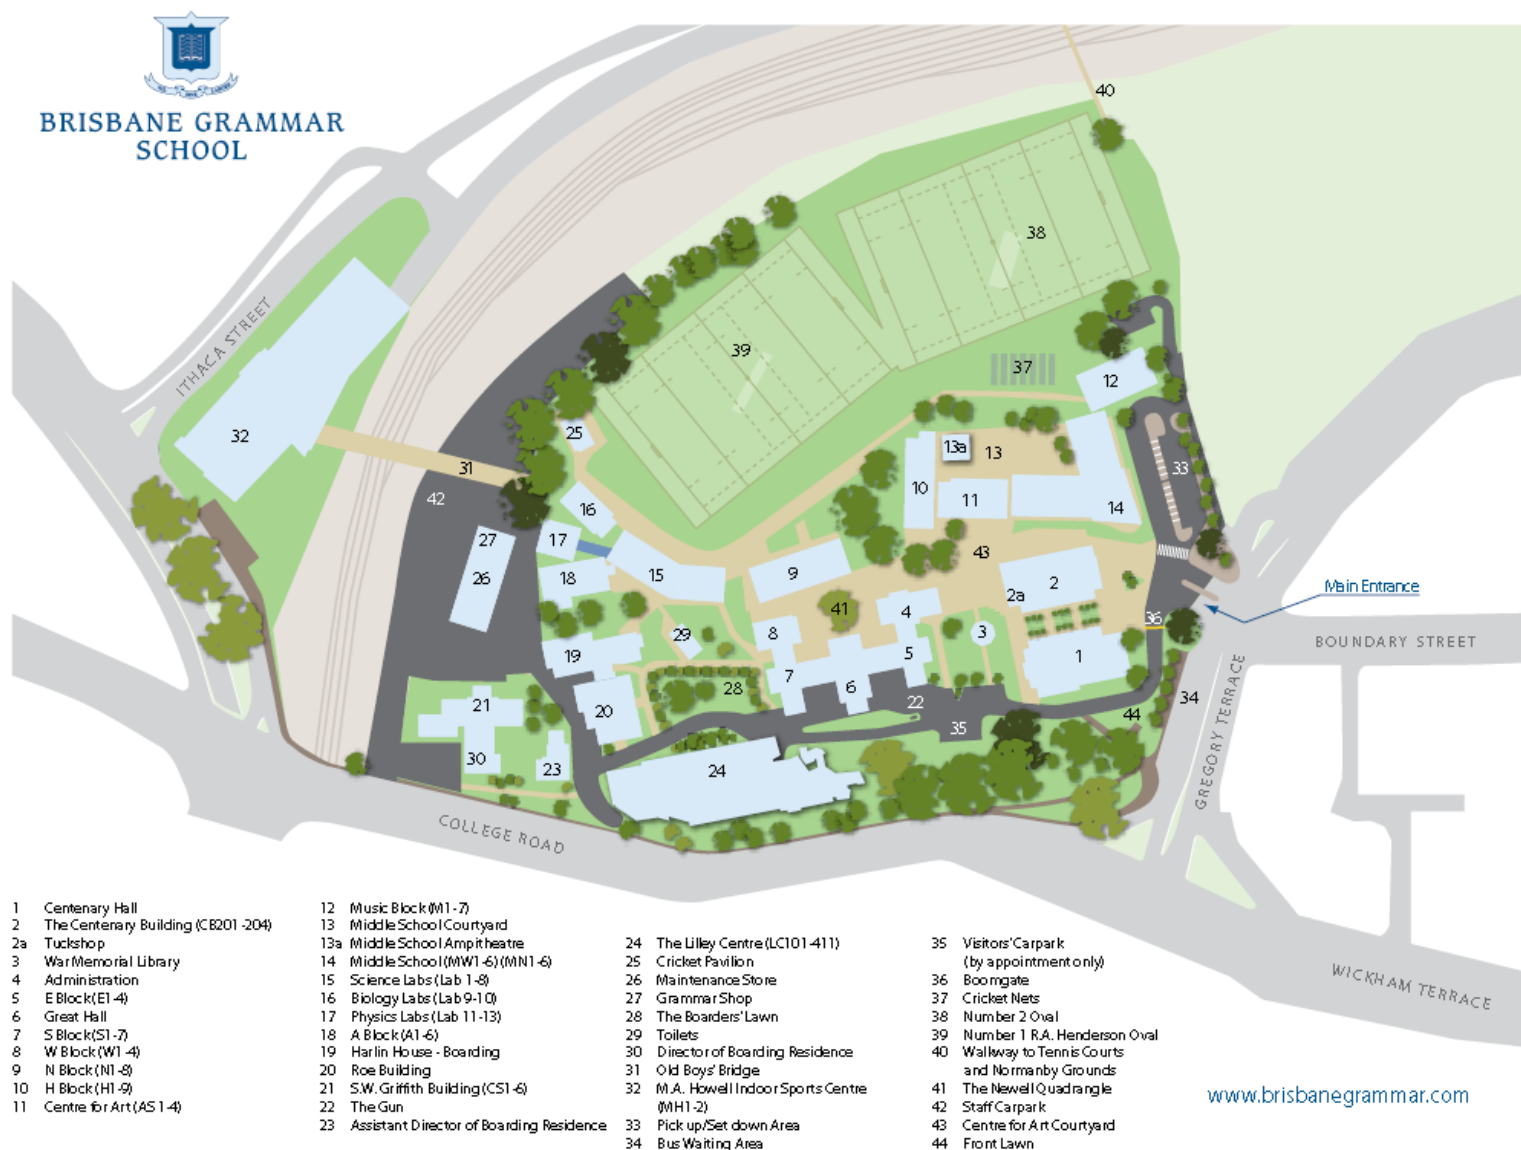 BRISBANE GRAMMAR
SCHOOL
40
38
39
37
12
ITHACA STREET
32
31
42
25
13a
13
33
10
11
14
16
27
17
26
18
15
9
43
2
2a
Main Entrance
41
4
36
BOUNDARY STREET
8
3
29
19
5
1
7
6
28
22
34
21
20
44
35
GREGORY TERRACE
30
23
24
COLLEGE ROAD
WICKHAM TERRACE
1 Centenary Hall
2 The Centenary Building (CB201-204)
2a Tuckshop
3 War Memorial Library
4 Administration
5 E Block (E1-4)
6 Great Hall
7 S Block (S1-7)
8 W Block (W1-4)
9 N Block (N1-8)
10 H Block (H1-9)
11 Centre for Art (AS1-4)
12 Music Block (M1-7)
13 Middle School Courtyard
13a Middle School Ampitheatre
14 Middle School (MW1-6) (MN1-6)
15 Science Labs (Lab 1-8)
16 Biology Labs (Lab 9-10)
17 Physics Labs (Lab 11-13)
18 A Block (A1-6)
19 Harlin House - Boarding
20 Roe Building
21 S.W. Griffith Building (CS1-6)
22 The Gun
23 Assistant Director of Boarding Residence
24 The Lilley Centre (LC101-411)
25 Cricket Pavilion
26 Maintenance Store
27 Grammar Shop
28 The Boarders' Lawn
29 Toilets
30 Director of Boarding Residence
31 Old Boys' Bridge
32 M.A. Howell Indoor Sports Centre
(MH1-2)
33 Pick up/Set down Area
34 Bus Waiting Area
35 Visitors' Carpark
(by appointment only)
36 Boomgate
37 Cricket Nets
38 Number 2 Oval
39 Number 1 R.A. Henderson Oval
40 Walkway to Tennis Courts
and Normanby Grounds
41 The Newell Quadrangle
42 Staff Carpark
43 Centre for Art Courtyard
44 Front Lawn
www.brisbanegrammar.com